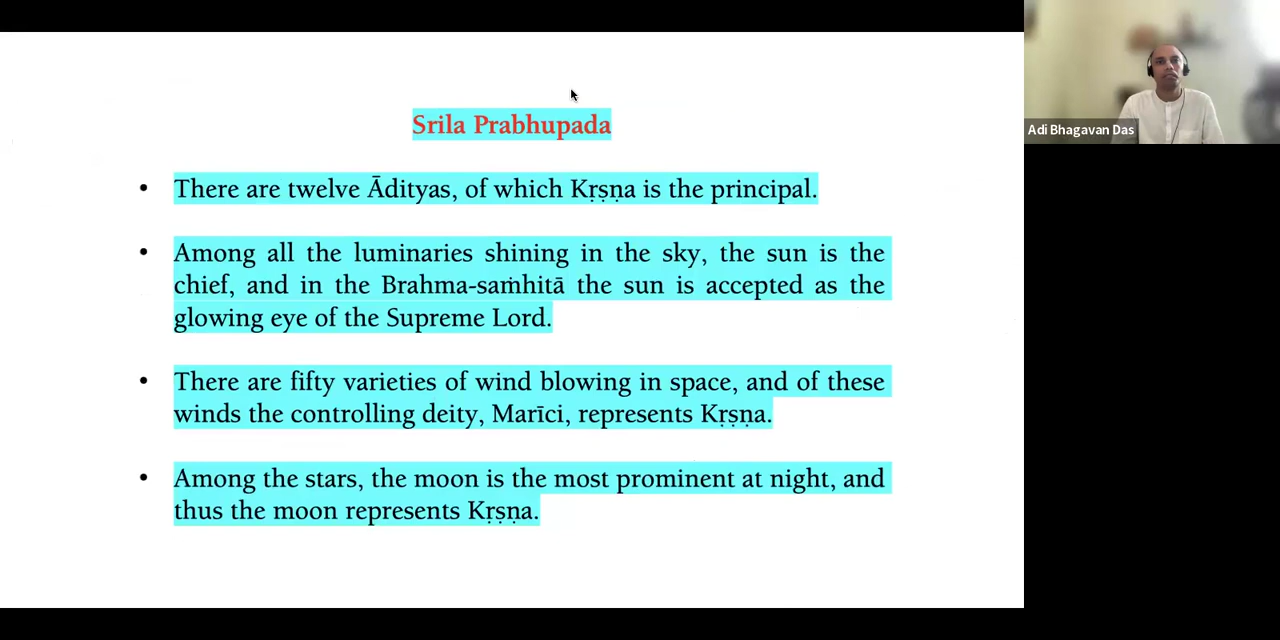 Srila Prabhupada
• There are twelve Ādityas, of which Kṛṣṇa is the principal.
• Among all the luminaries shining in the sky, the sun is the
chief, and in the Brahma-saṁhitā the sun is accepted as the
glowing eye of the Supreme Lord.
• There are fifty varieties of wind blowing in space, and of these
winds the controlling deity, Marīci, represents Kṛṣṇa.
• Among the stars, the moon is the most prominent at night, and
thus the moon represents Kṛṣṇa.
Adi Bhagavan Das